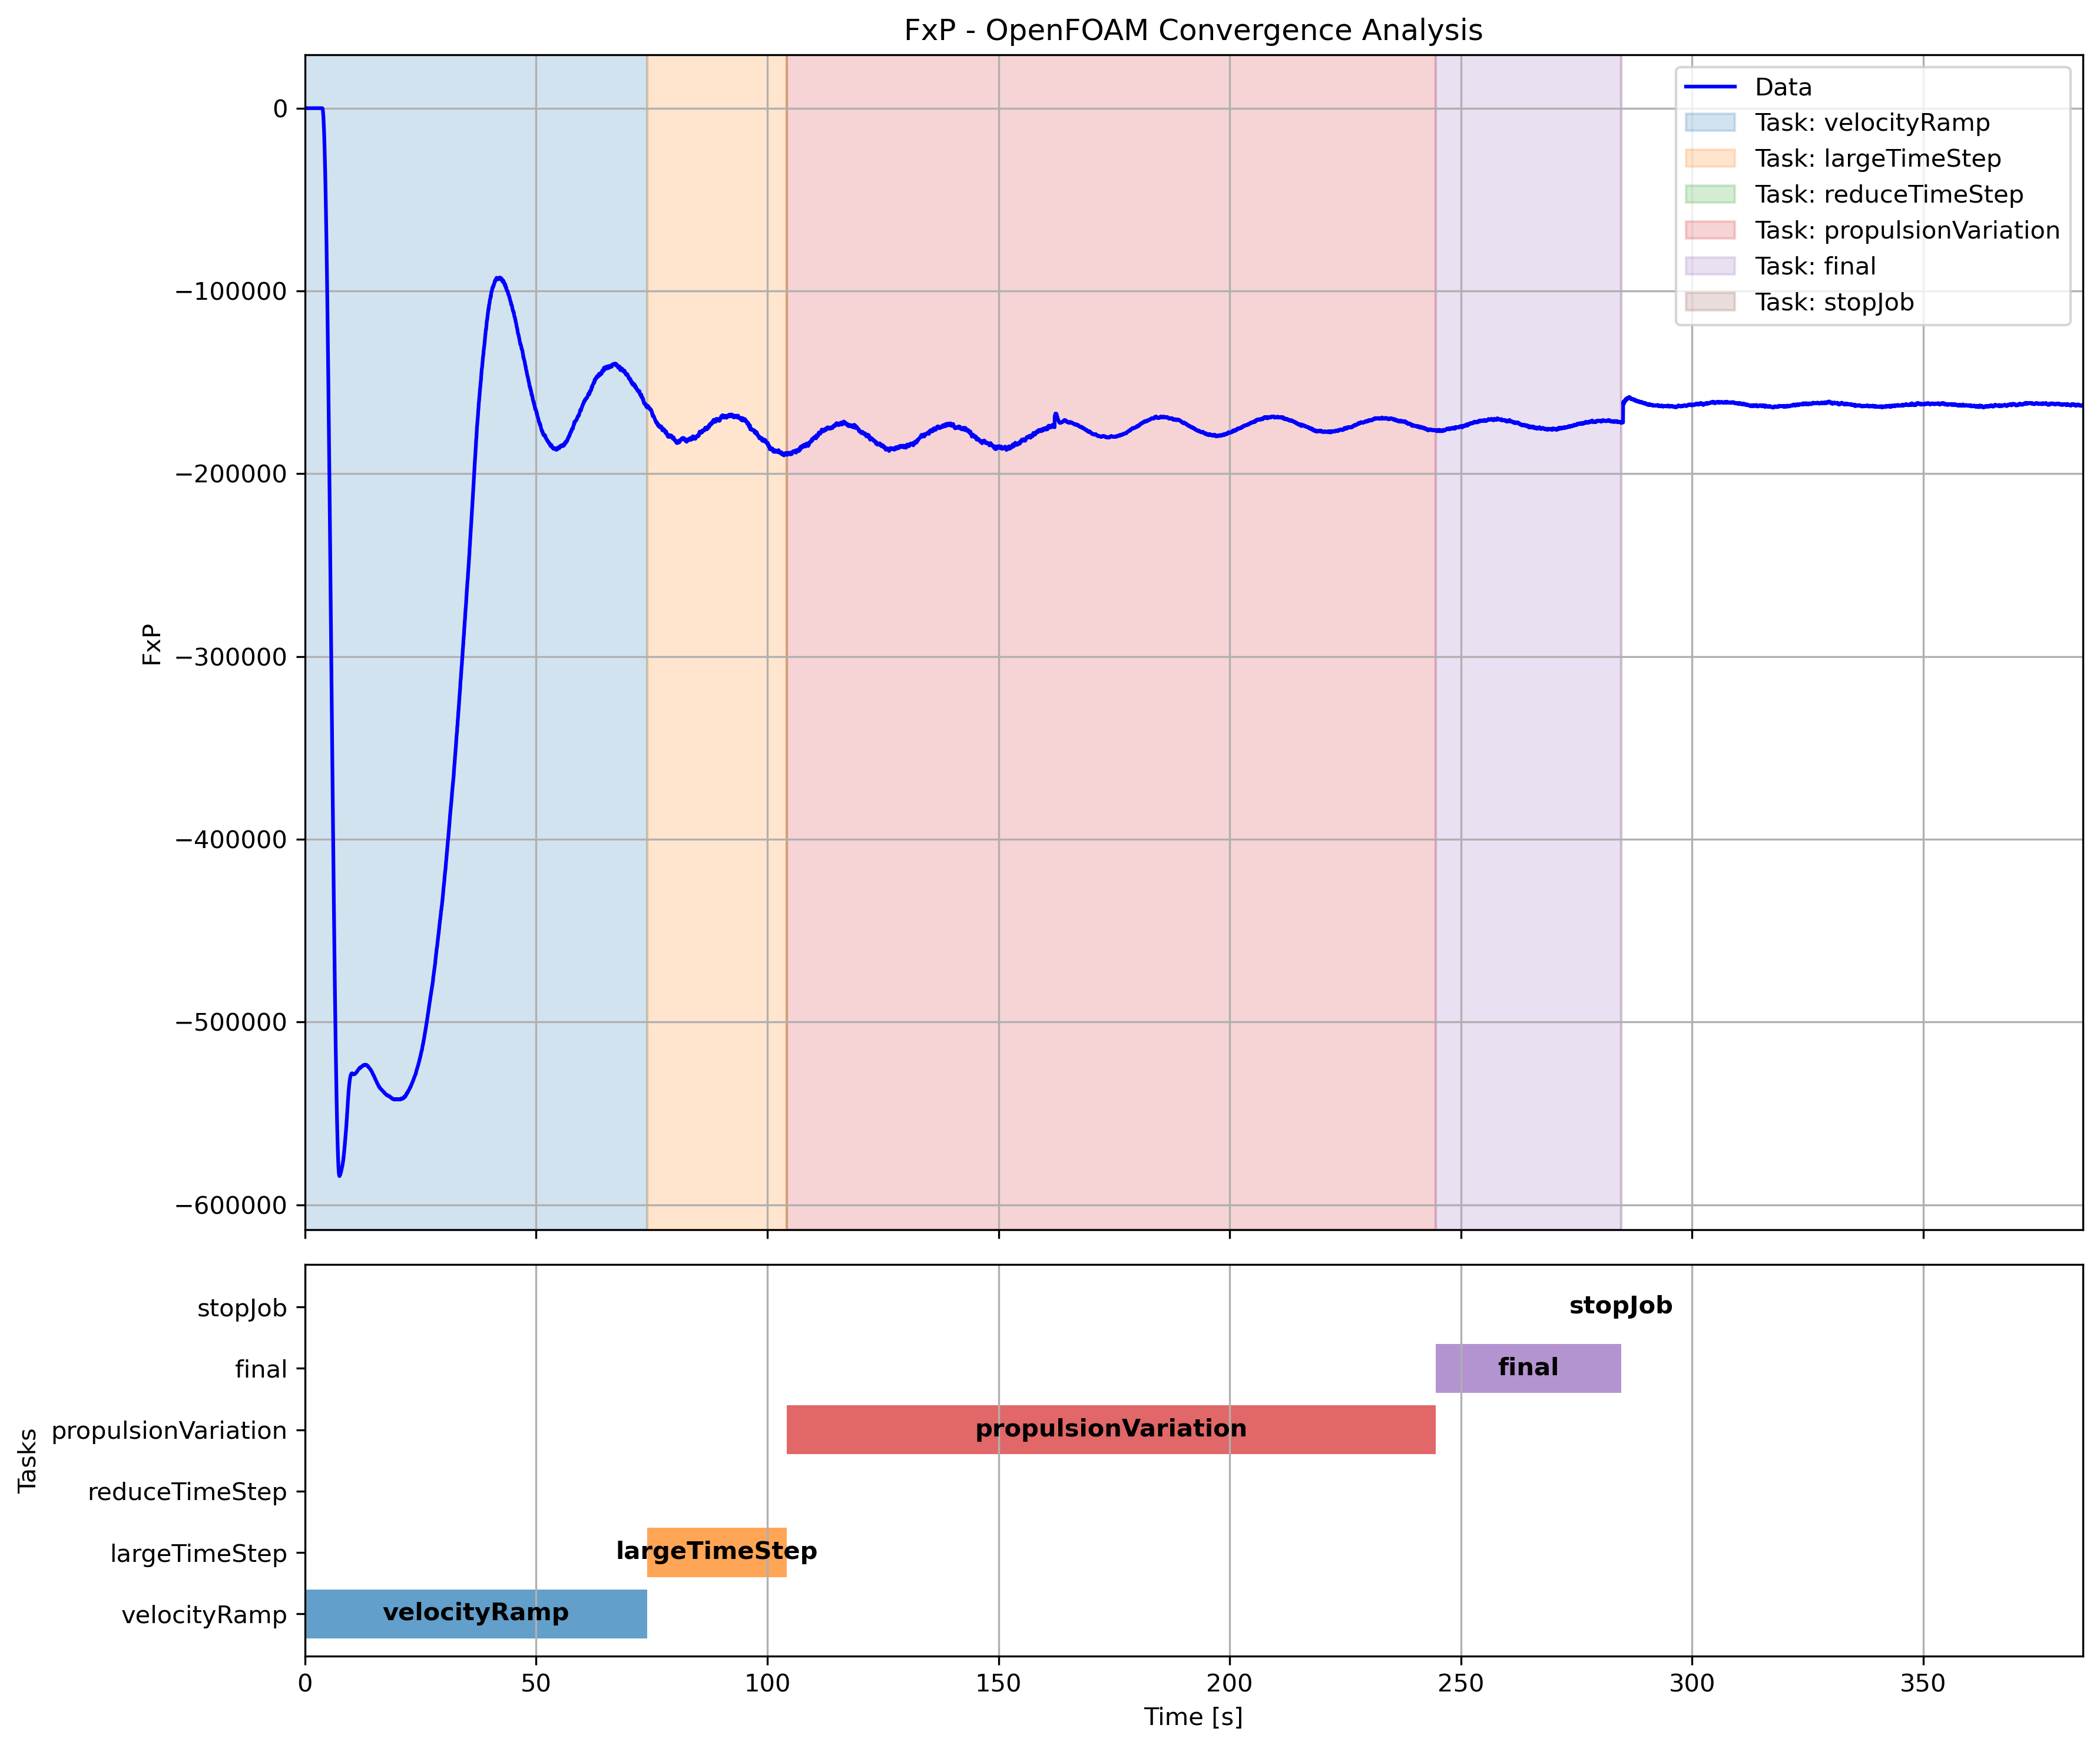 FxP - OpenFOAM Convergence Analysis
0
−100000
−200000
−300000
−400000
−500000
−600000
FxP
Data
Task: velocityRamp
Task: largeTimeStep
Task: reduceTimeStep
Task: propulsionVariation
Task: final
Task: stopJob
stopJob
final
propulsionVariation
reduceTimeStep
largeTimeStep
velocityRamp
Tasks
stopJob
final
propulsionVariation
largeTimeStep
velocityRamp
0 50 100 150 200 250 300 350
Time [s]